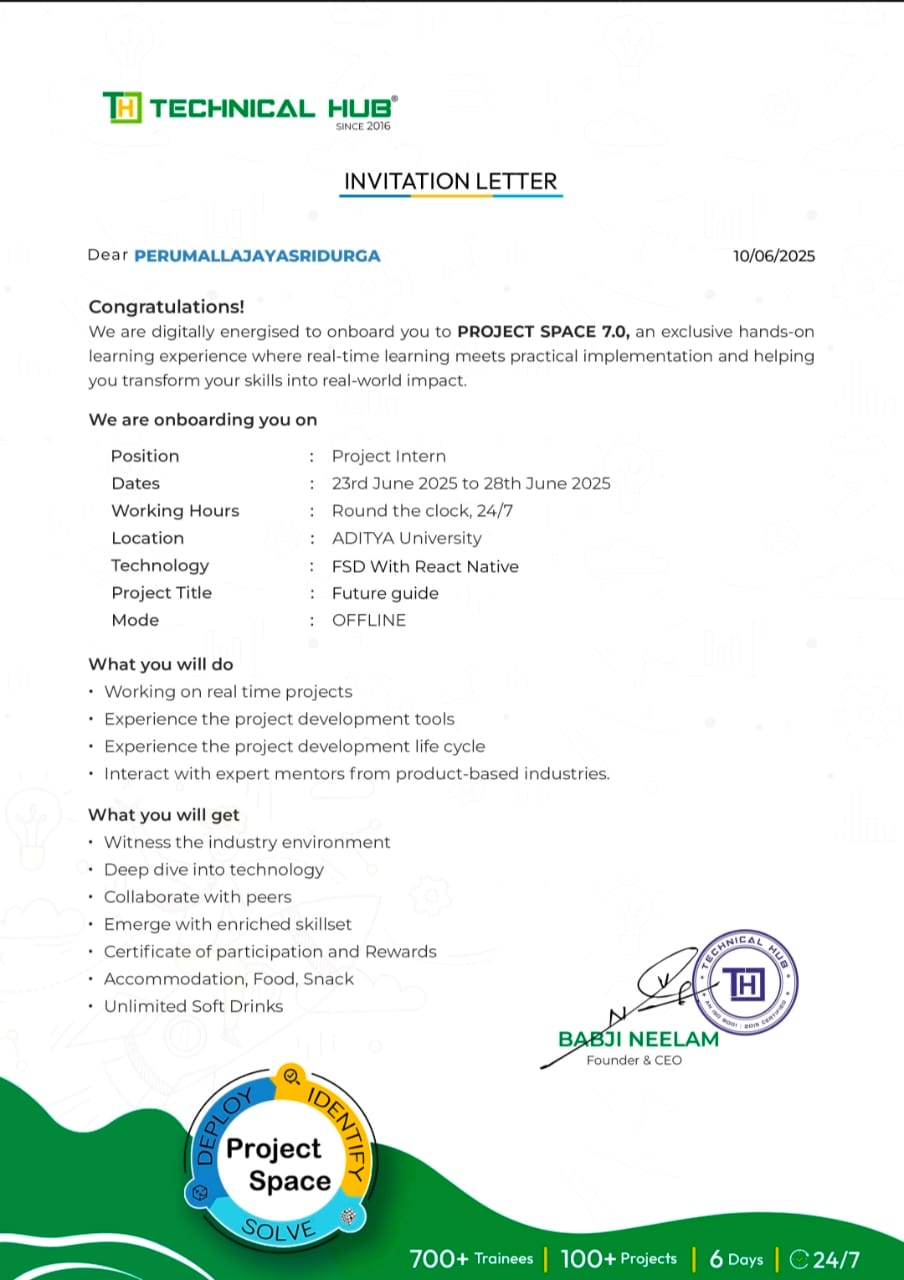 TH TECHNICAL HUB®
SINCE 2016
INVITATION LETTER
Dear PERUMALLAJAYASRIDURGA 10/06/2025
Congratulations!
We are digitally energised to onboard you to PROJECT SPACE 7.0, an exclusive hands-on
learning experience where real-time learning meets practical implementation and helping
you transform your skills into real-world impact.
We are onboarding you on
Position : Project Intern
Dates : 23rd June 2025 to 28th June 2025
Working Hours : Round the clock, 24/7
Location : ADITYA University
Technology : FSD With React Native
Project Title : Future guide
Mode : OFFLINE
What you will do
• Working on real time projects
• Experience the project development tools
• Experience the project development life cycle
• Interact with expert mentors from product-based industries.
What you will get
• Witness the industry environment
• Deep dive into technology
• Collaborate with peers
• Emerge with enriched skillset
• Certificate of participation and Rewards
• Accommodation, Food, Snack
• Unlimited Soft Drinks
TECHNICAL HUB
TH
AN ISO 9001 : 2015 CERTIFIED
BABJI NEELAM
Founder & CEO
DEPLOY
IDENTIFY
Project
Space
SOLVE
700+ Trainees | 100+ Projects | 6 Days | 24/7